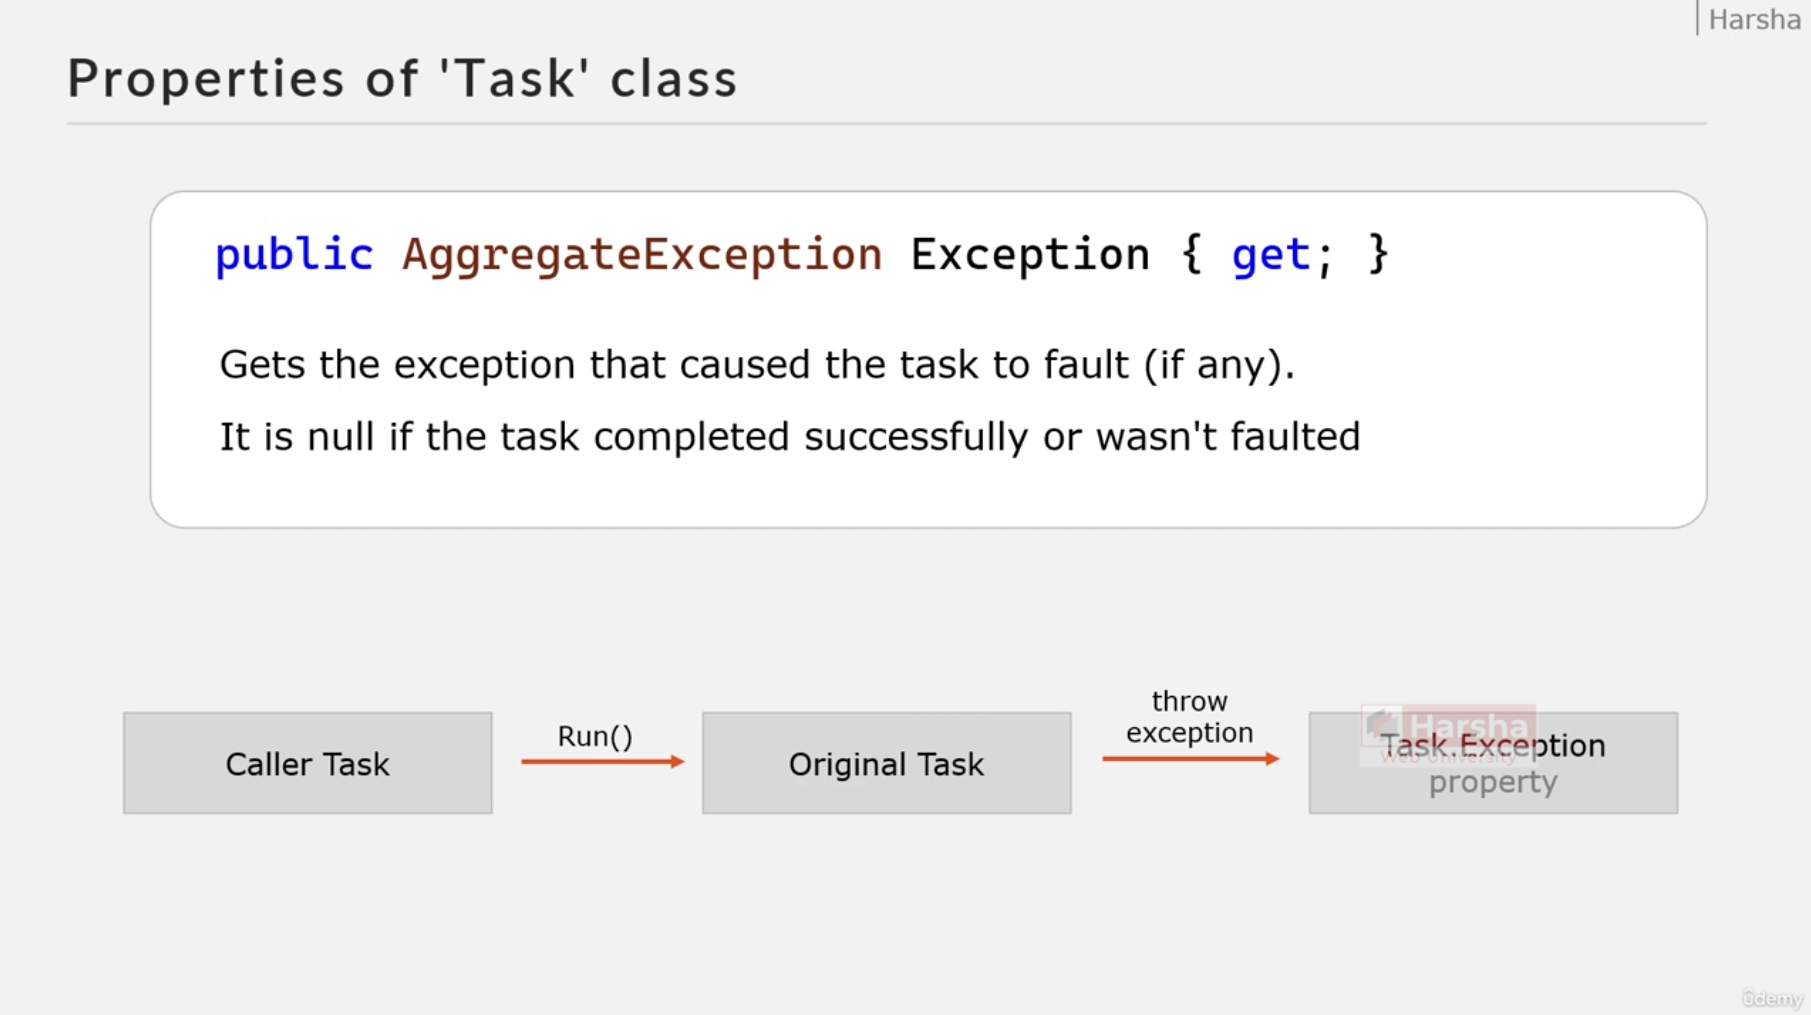 Harsha
Properties of 'Task' class
public AggregateException Exception { get; }
Gets the exception that caused the task to fault (if any).
It is null if the task completed successfully or wasn't faulted
Caller Task
Run()
Original Task
throw
exception
Harsha
Web University
Task.Exception
property
ûdemy